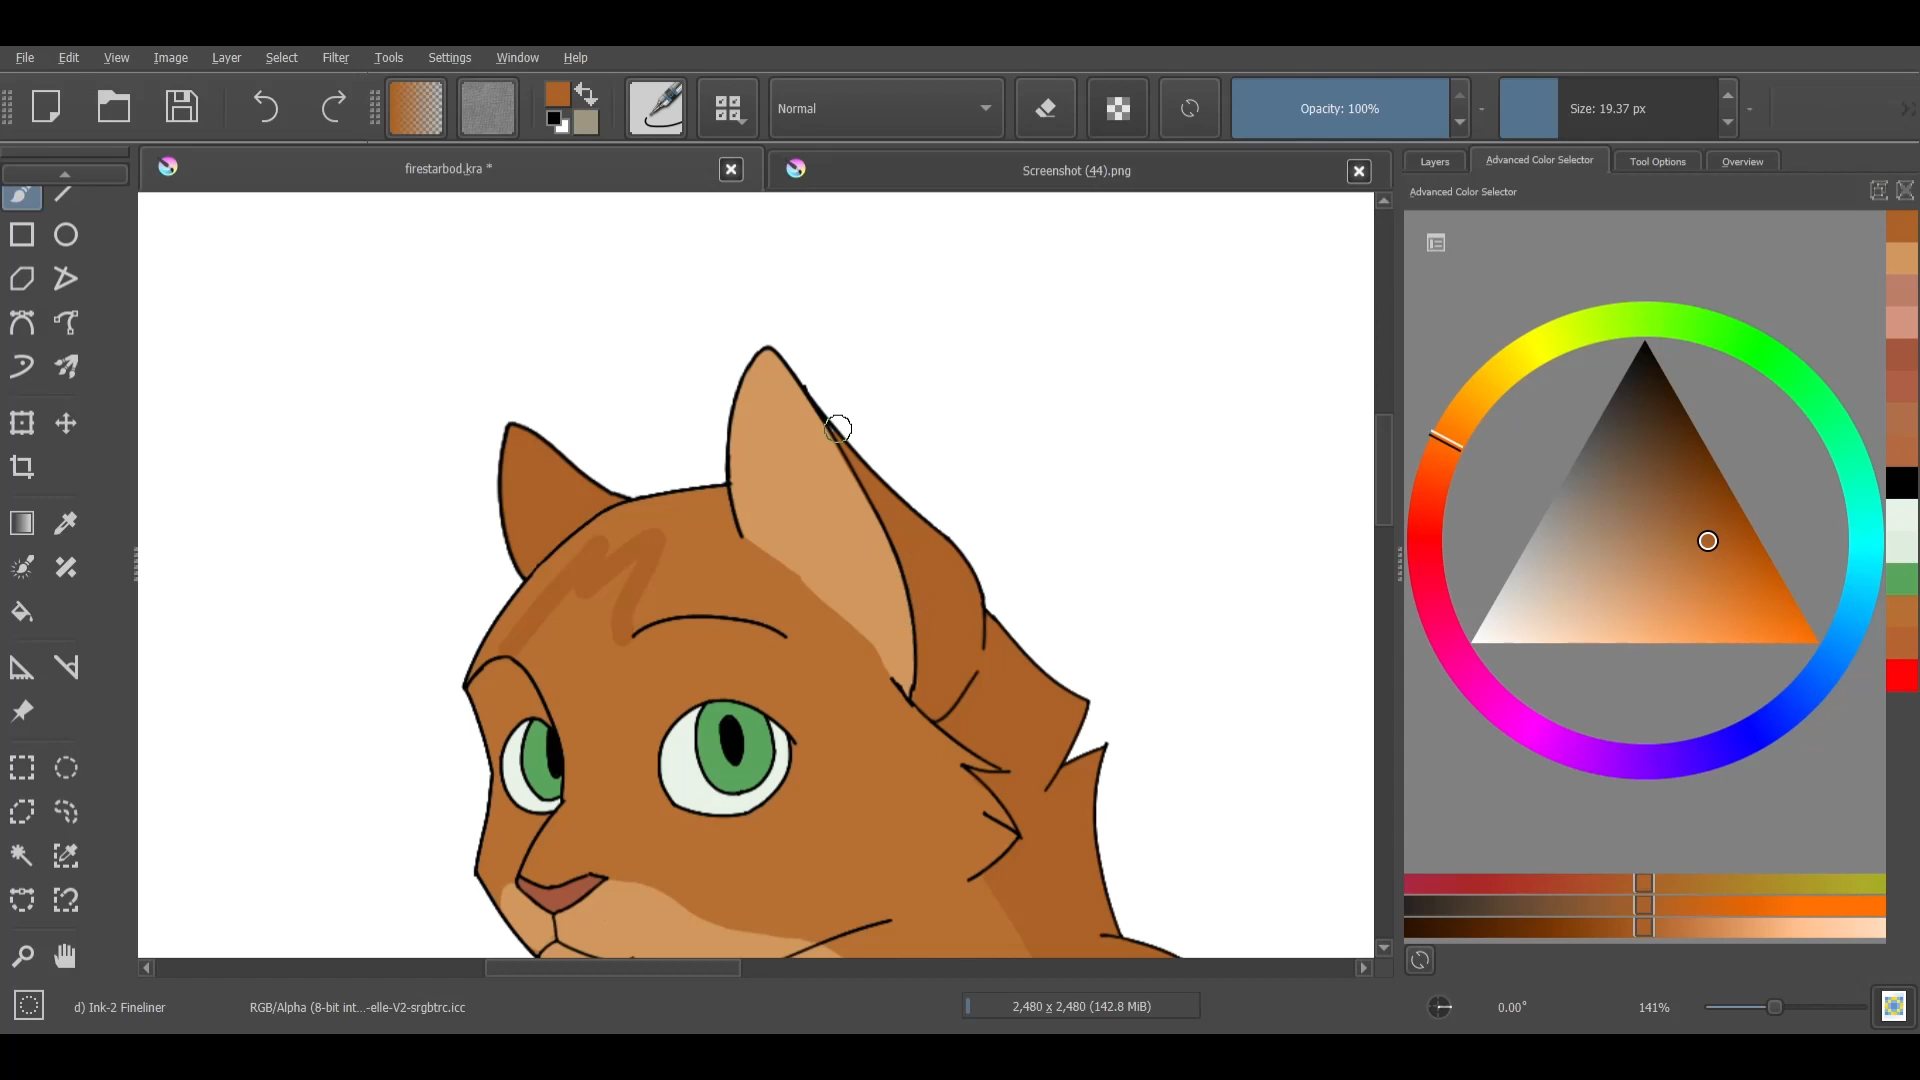 File Edit View Image Layer Select Filter Tools Settings Window Help
Normal Opacity: 100% Size: 19.37 px
firestarbod.kra * Screenshot (44).png
Layers Advanced Color Selector Tool Options Overview
Advanced Color Selector
d) Ink-2 Fineliner RGB/Alpha (8-bit int...-elle-V2-srgbtrc.icc 2,480 x 2,480 (142.8 MiB) 0.00° 141%